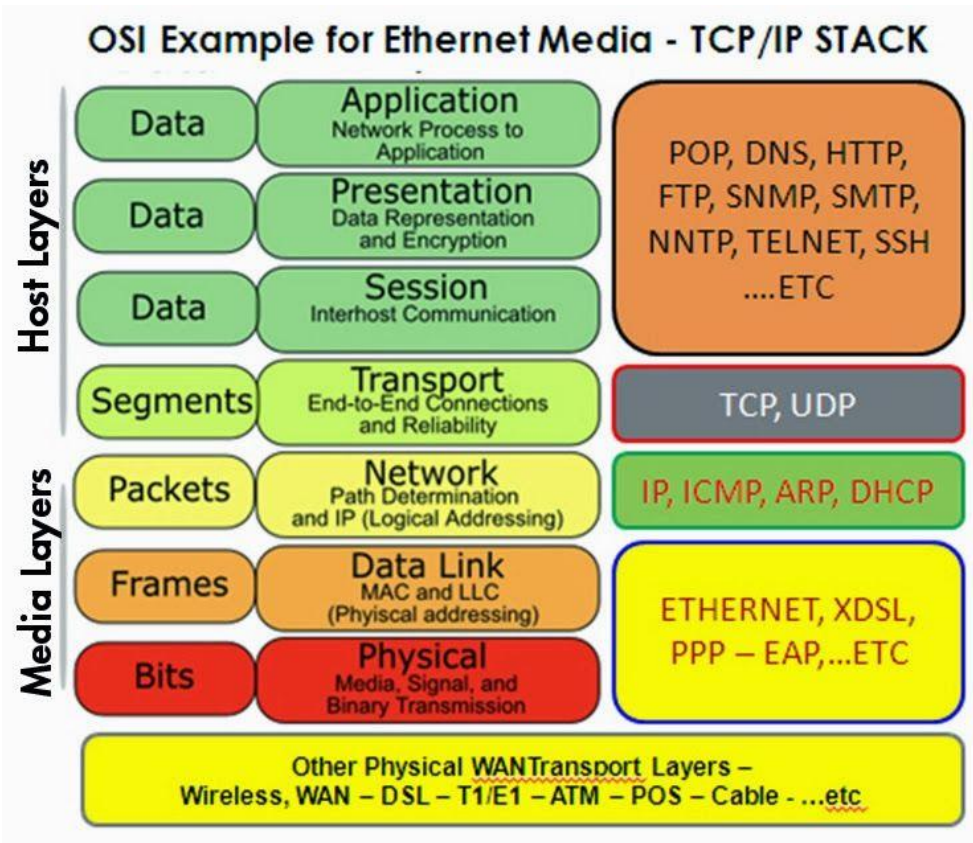 OSI Example for Ethernet Media - TCP/IP STACK
Host Layers
Data
Application
Network Process to
Application
Data
Presentation
Data Representation
and Encryption
Data
Session
Interhost Communication
POP, DNS, HTTP,
FTP, SNMP, SMTP,
NNTP, TELNET, SSH
....ETC
Segments
Transport
End-to-End Connections
and Reliability
TCP, UDP
Media Layers
Packets
Network
Path Determination
and IP (Logical Addressing)
IP, ICMP, ARP, DHCP
Frames
Data Link
MAC and LLC
(Phyiscal addressing)
Bits
Physical
Media, Signal, and
Binary Transmission
ETHERNET, XDSL,
PPP – EAP,...ETC
Other Physical WANTransport Layers –
Wireless, WAN – DSL – T1/E1 – ATM – POS – Cable - ...etc